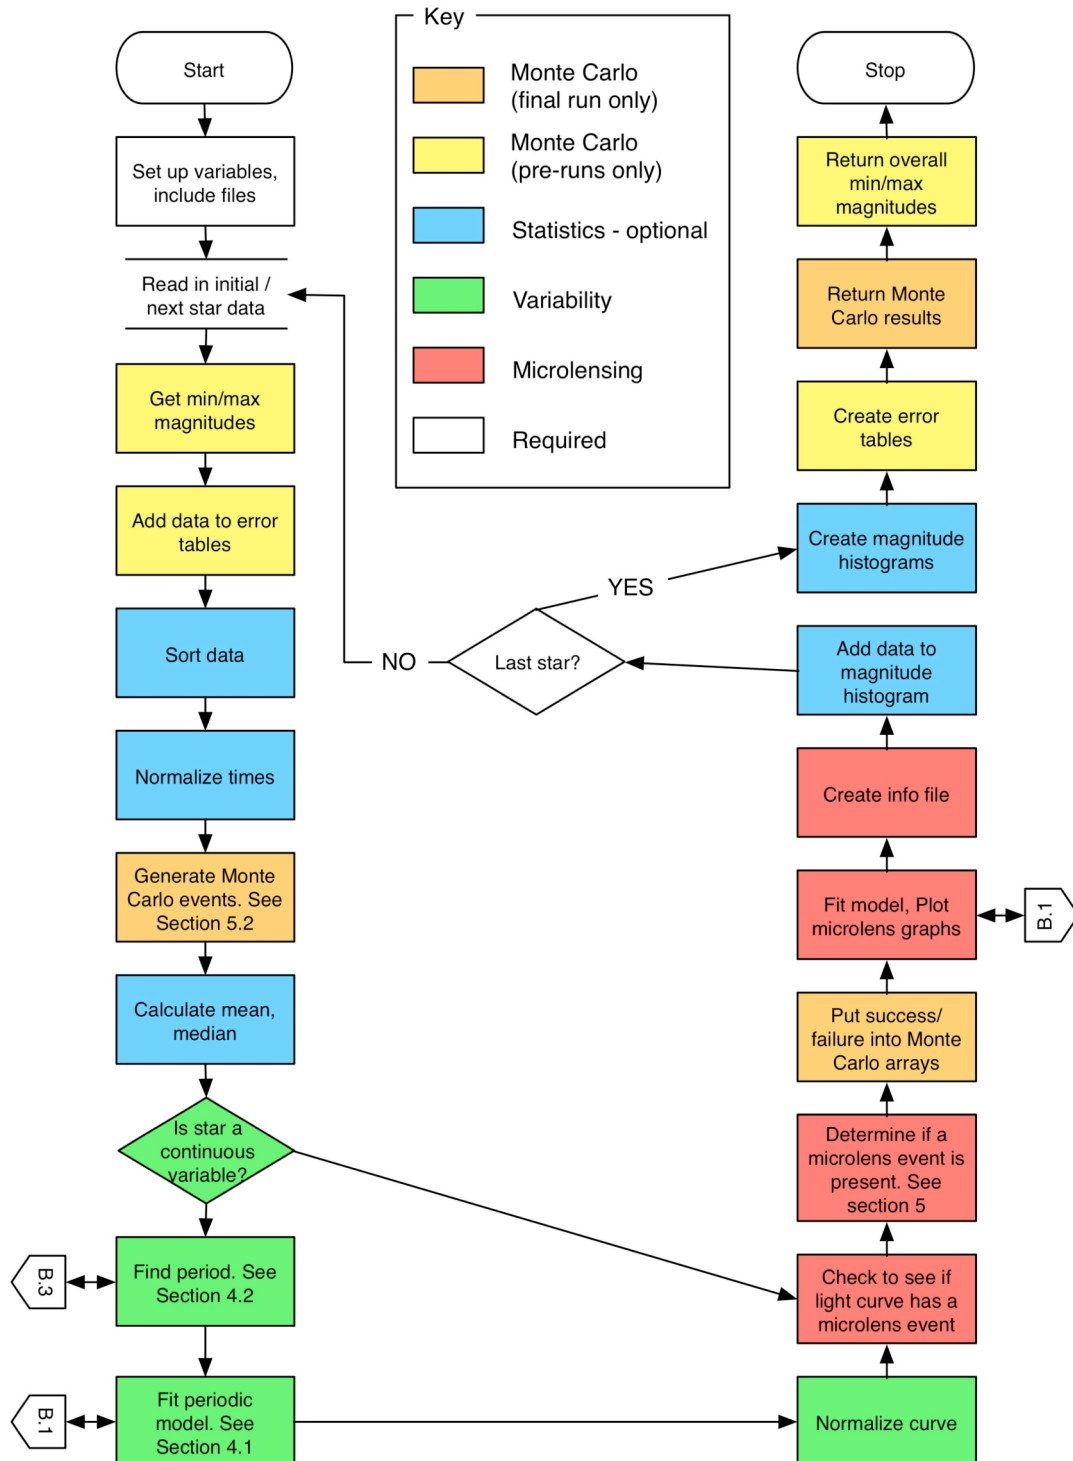 Key
Monte Carlo
(final run only)
Monte Carlo
(pre-runs only)
Statistics - optional
Variability
Microlensing
Required
Start
Set up variables,
include files
Read in initial /
next star data
Get min/max
magnitudes
Add data to error
tables
Sort data
Normalize times
Generate Monte
Carlo events. See
Section 5.2
Calculate mean,
median
Is star a
continuous
variable?
B.3
Find period. See
Section 4.2
B.1
Fit periodic
model. See
Section 4.1
Normalize curve
Check to see if
light curve has a
microlens event
Determine if a
microlens event is
present. See
section 5
Put success/
failure into Monte
Carlo arrays
Fit model, Plot
microlens graphs
B.1
Create info file
Add data to
magnitude
histogram
Last star?
NO
YES
Create magnitude
histograms
Create error
tables
Return Monte
Carlo results
Return overall
min/max
magnitudes
Stop